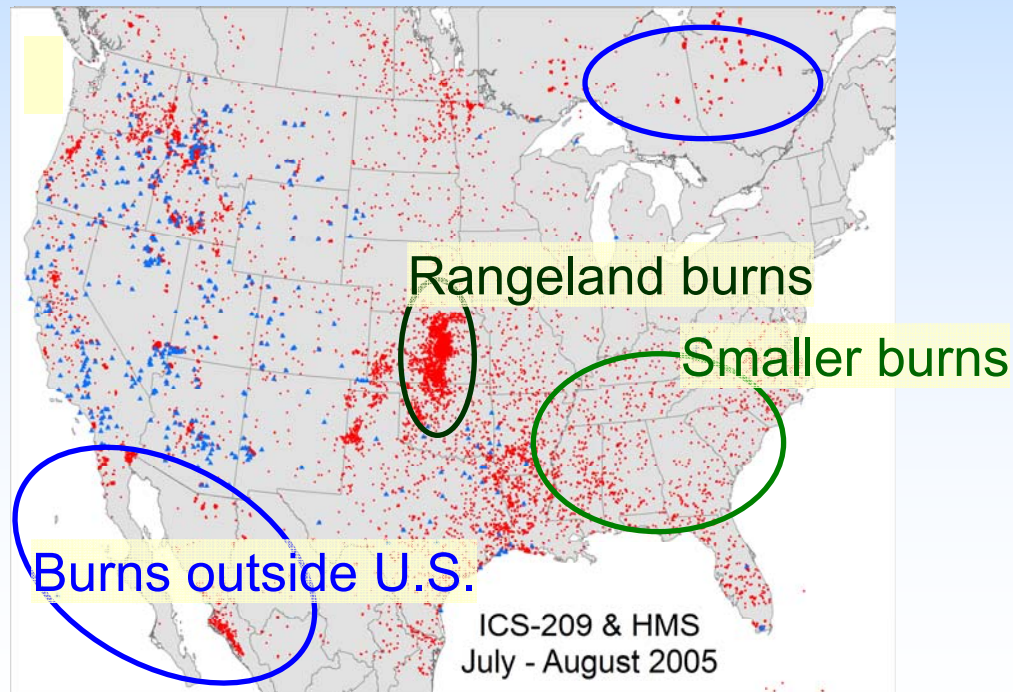 Rangeland burns
Smaller burns
Burns outside U.S.
ICS-209 & HMS
July - August 2005